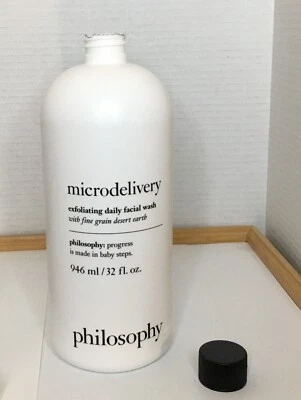 microdelivery
exfoliating daily facial wash
with fine grain desert earth
philosophy: progress
is made in baby steps.
946 ml/32 fl. oz.
philosophy